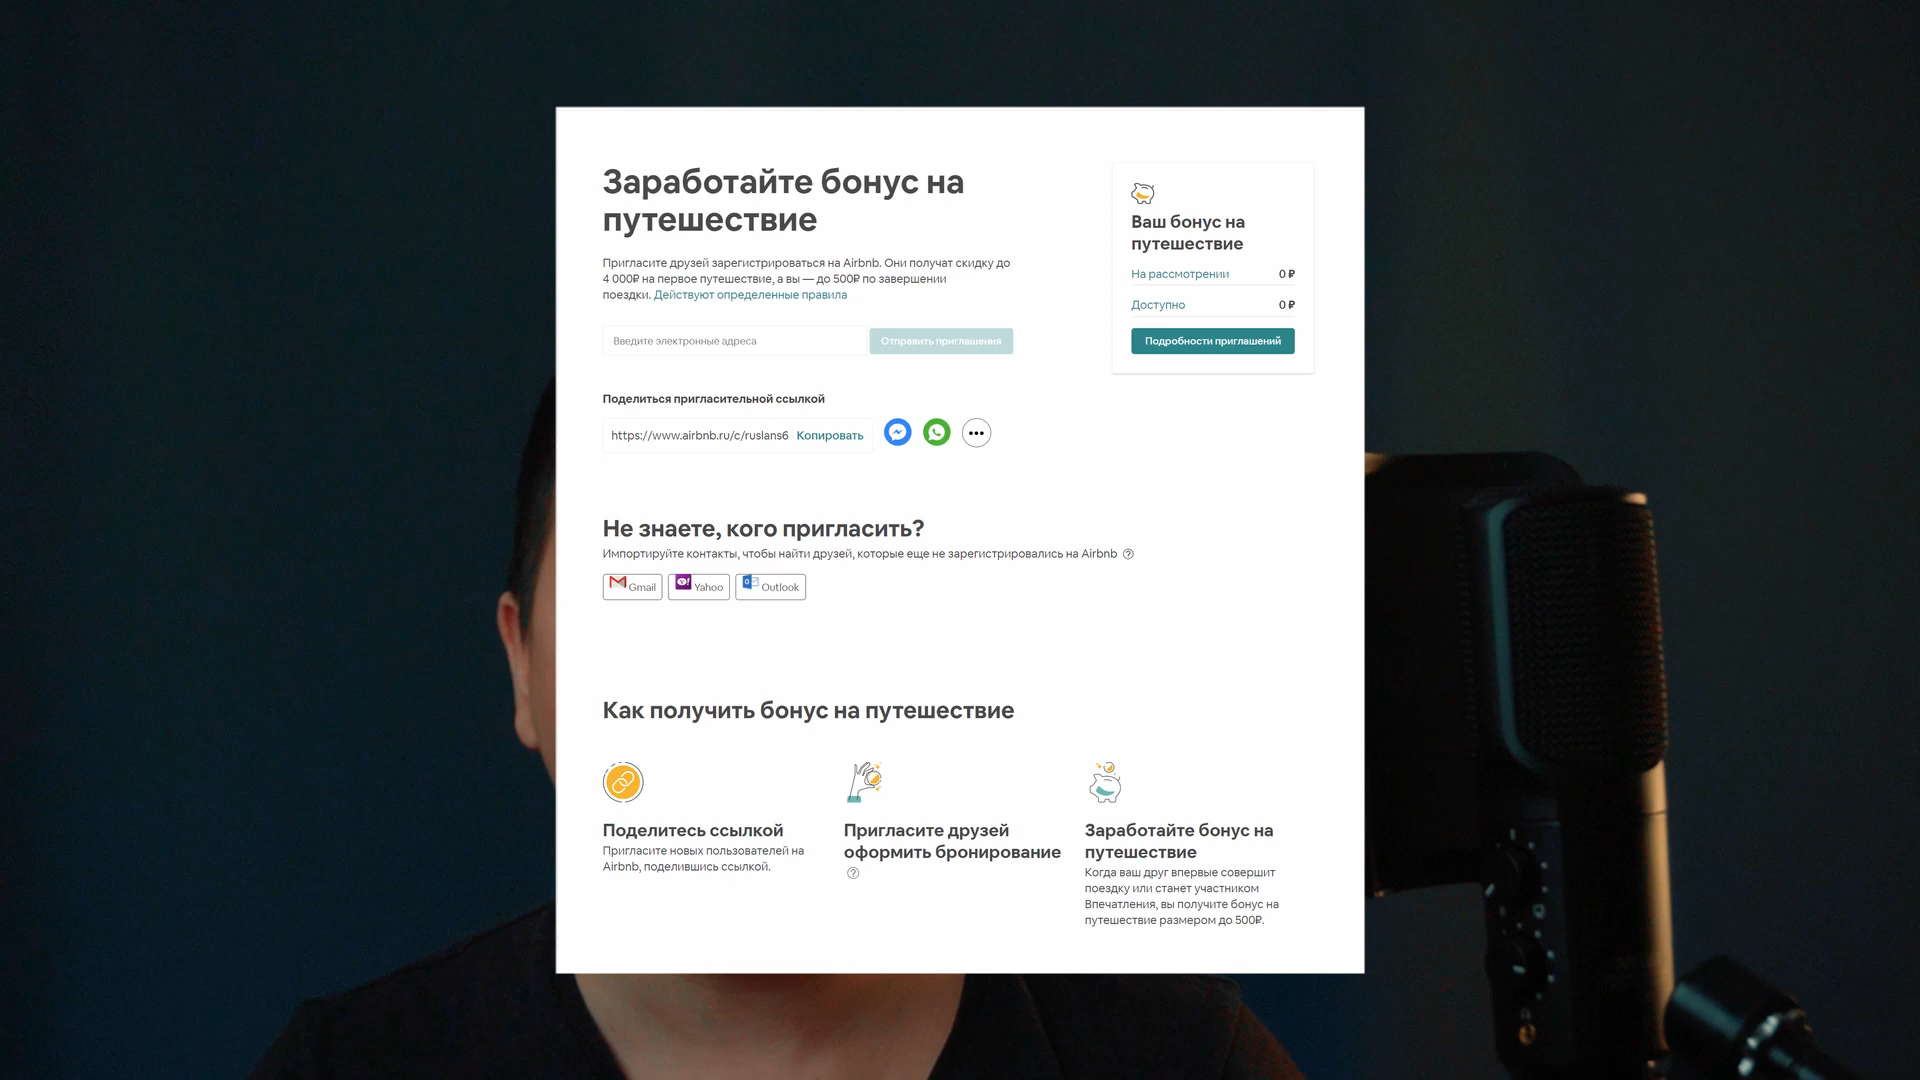 Заработайте бонус на
путешествие
Пригласите друзей зарегистрироваться на Airbnb. Они получат скидку до
4 000₽ на первое путешествие, а вы — до 500₽ по завершении
поездки. Действуют определенные правила
Введите электронные адреса
Отправить приглашения
Поделиться пригласительной ссылкой
https://www.airbnb.ru/c/ruslans6
Копировать
Ваш бонус на
путешествие
На рассмотрении 0 ₽
Доступно 0 ₽
Подробности приглашений
Не знаете, кого пригласить?
Импортируйте контакты, чтобы найти друзей, которые еще не зарегистрировались на Airbnb ?
Gmail
Yahoo
Outlook
Как получить бонус на путешествие
Поделитесь ссылкой
Пригласите новых пользователей на
Airbnb, поделившись ссылкой.
Пригласите друзей
оформить бронирование
?
Заработайте бонус на
путешествие
Когда ваш друг впервые совершит
поездку или станет участником
Впечатления, вы получите бонус на
путешествие размером до 500₽.